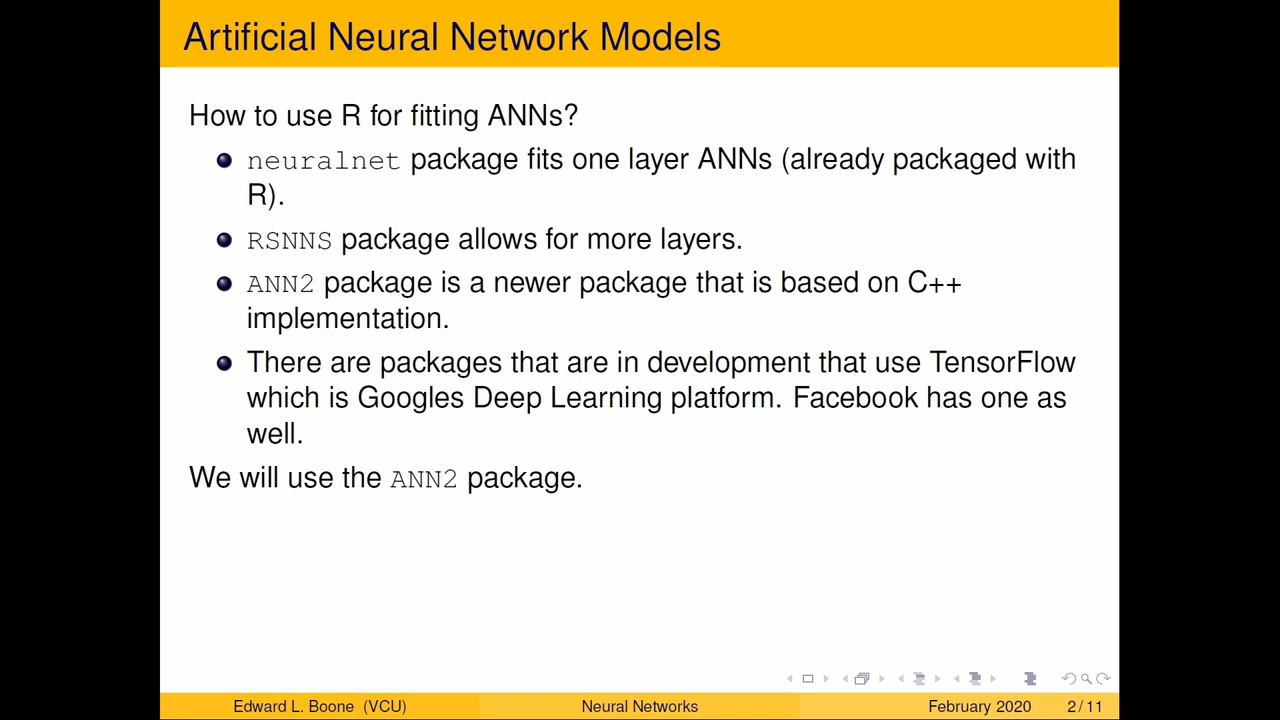 Artificial Neural Network Models
How to use R for fitting ANNs?
neuralnet package fits one layer ANNs (already packaged with
R).
RSNNS package allows for more layers.
ANN2 package is a newer package that is based on C++
implementation.
There are packages that are in development that use TensorFlow
which is Googles Deep Learning platform. Facebook has one as
well.
We will use the ANN2 package.
Edward L. Boone (VCU) Neural Networks February 2020 2 / 11